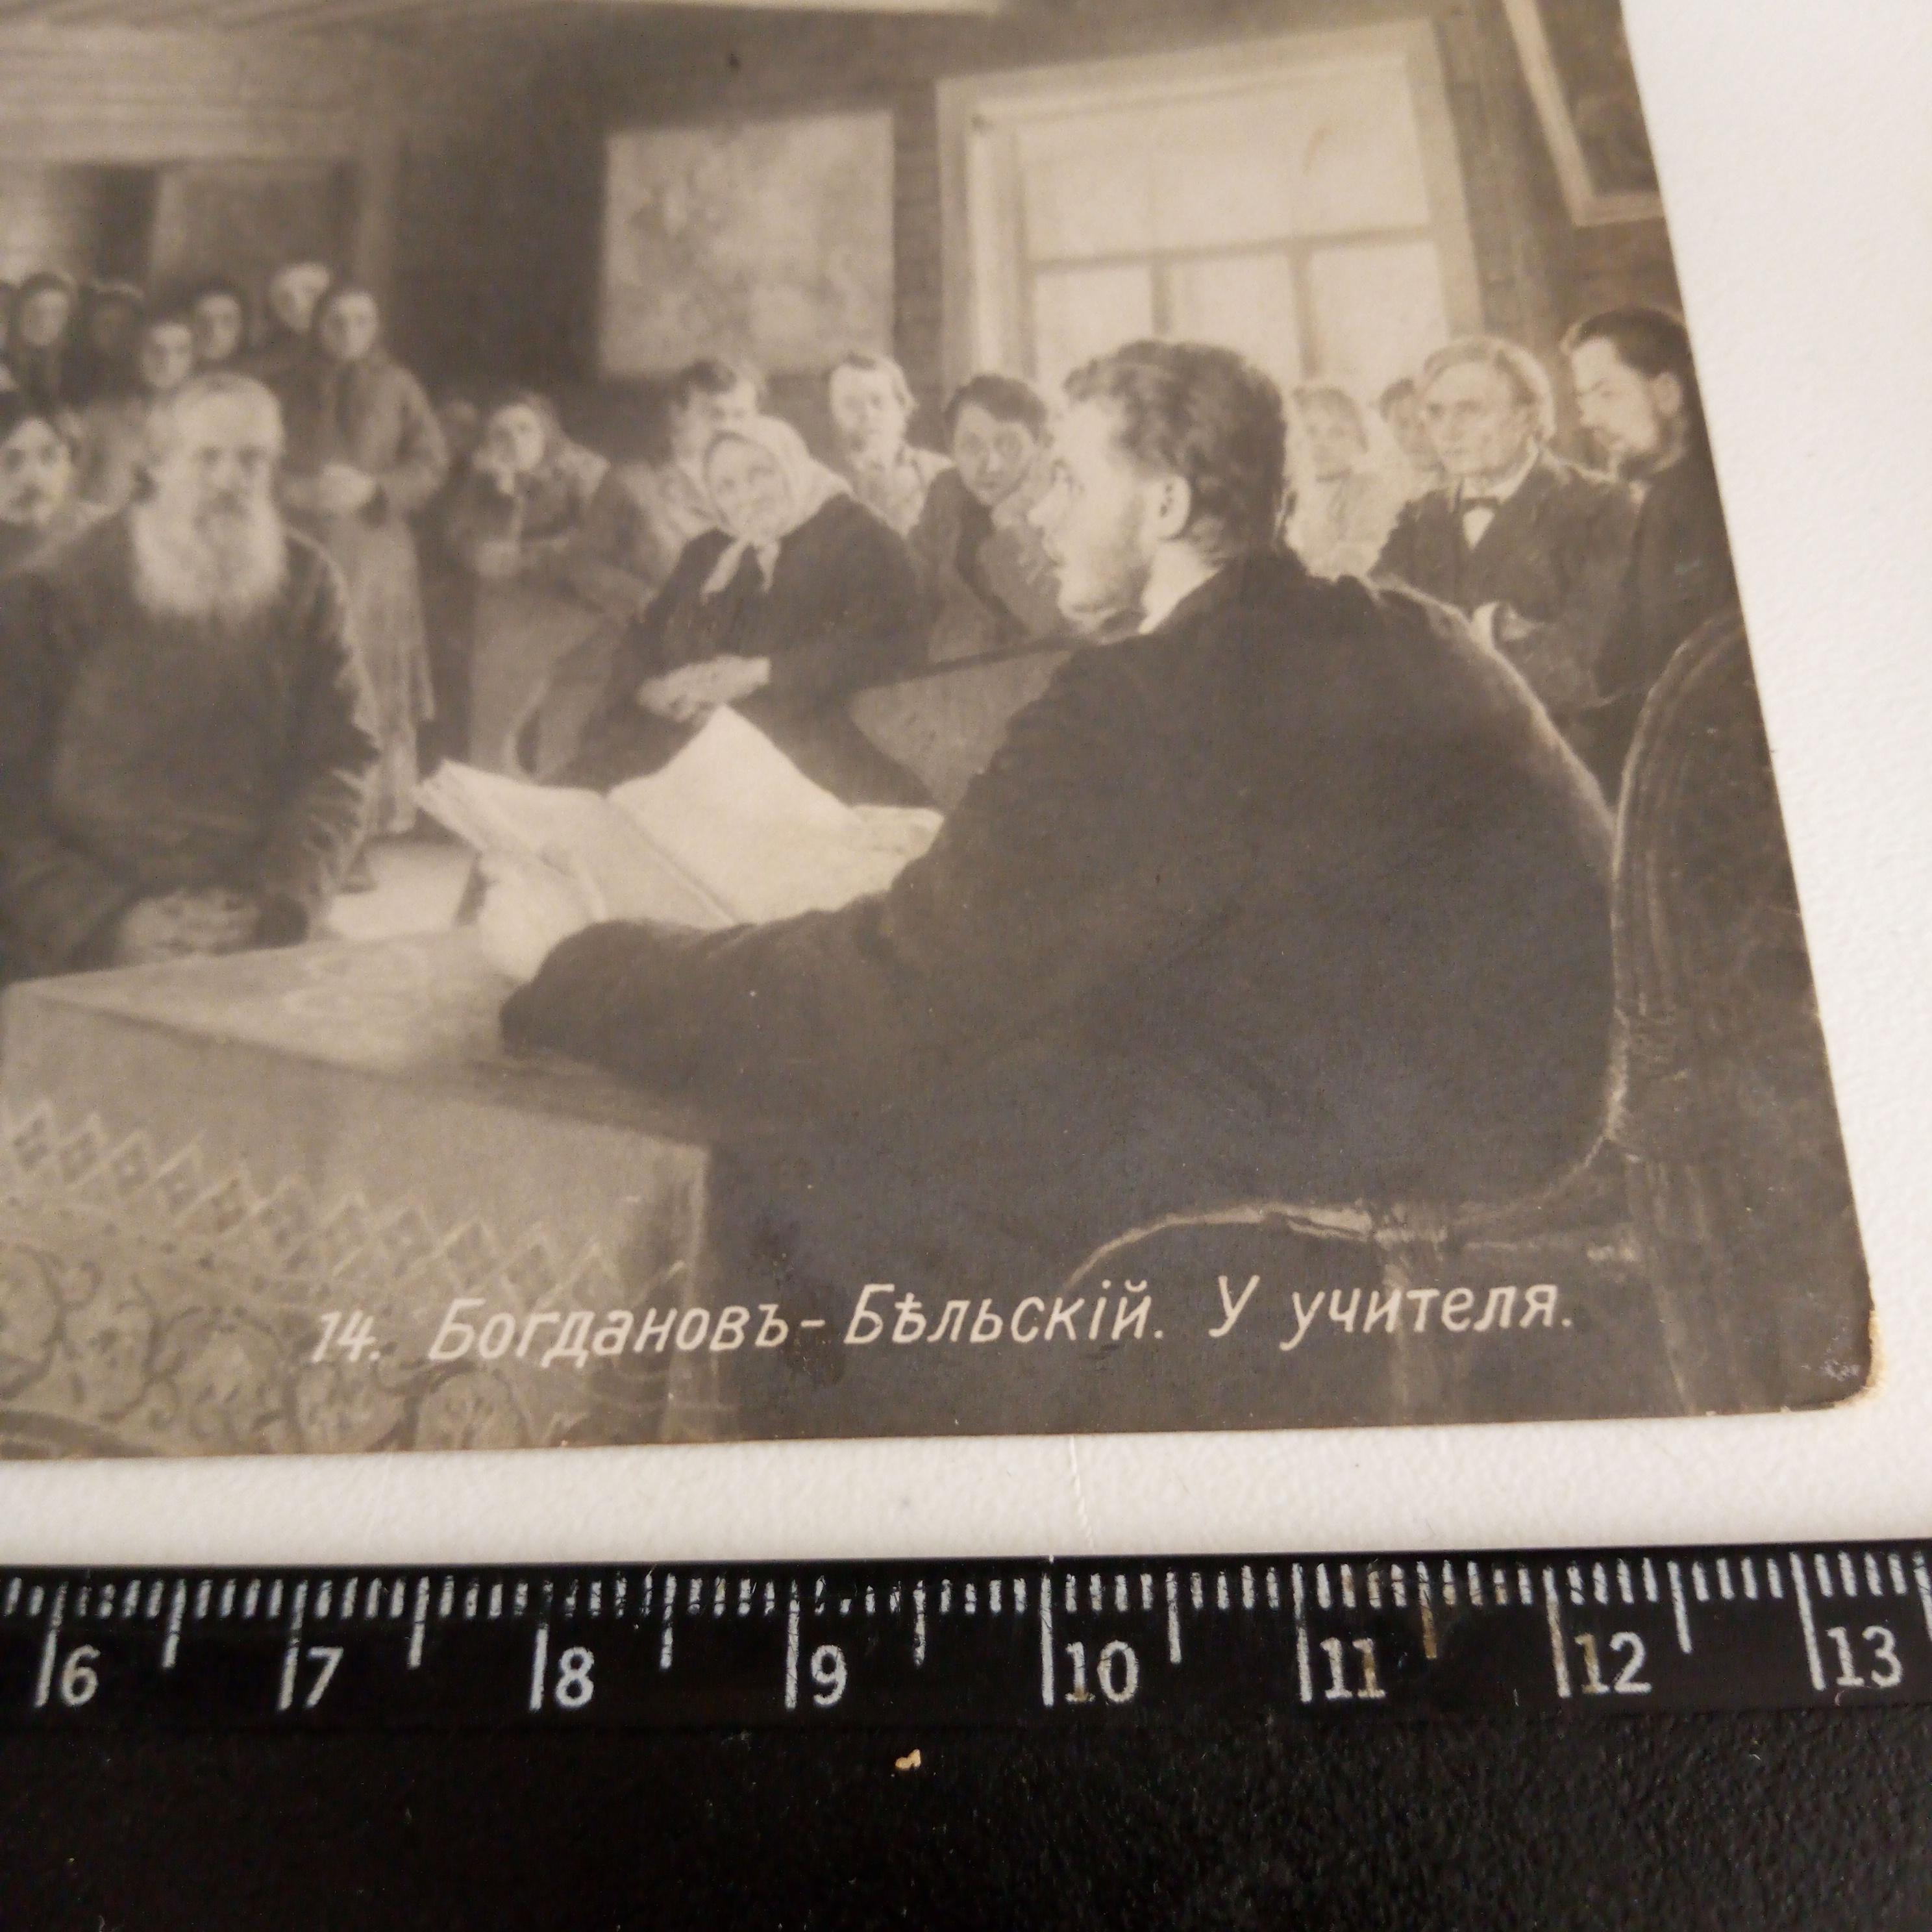 14. Богдановъ-Бѣльскій. У учителя.
6 7 8 9 10 11 12 13